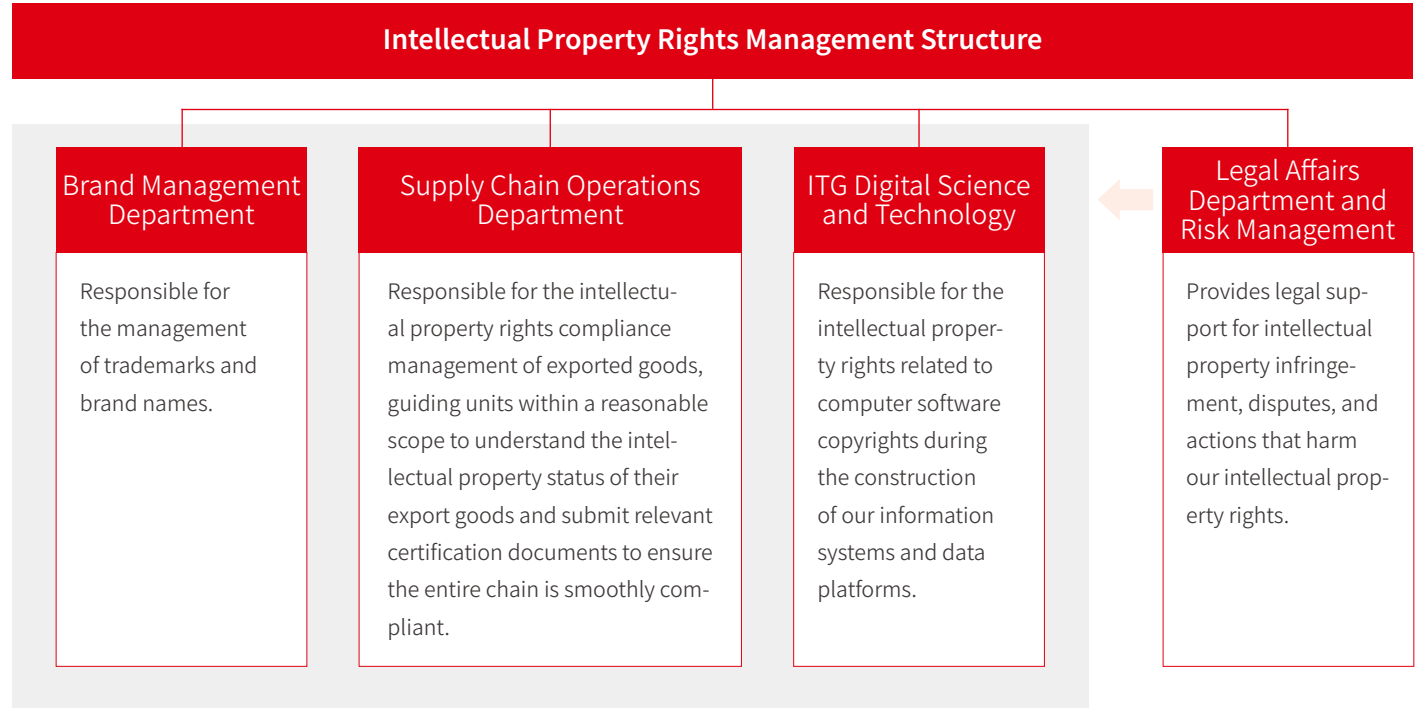 Intellectual Property Rights Management Structure
Brand Management
Department
Responsible for
the management
of trademarks and
brand names.
Supply Chain Operations
Department
Responsible for the intellectu-
al property rights compliance
management of exported goods,
guiding units within a reasonable
scope to understand the intel-
lectual property status of their
export goods and submit relevant
certification documents to ensure
the entire chain is smoothly com-
pliant.
ITG Digital Science
and Technology
Responsible for the
intellectual proper-
ty rights related to
computer software
copyrights during
the construction
of our information
systems and data
platforms.
Legal Affairs
Department and
Risk Management
Provides legal sup-
port for intellectual
property infringe-
ment, disputes, and
actions that harm
our intellectual prop-
erty rights.